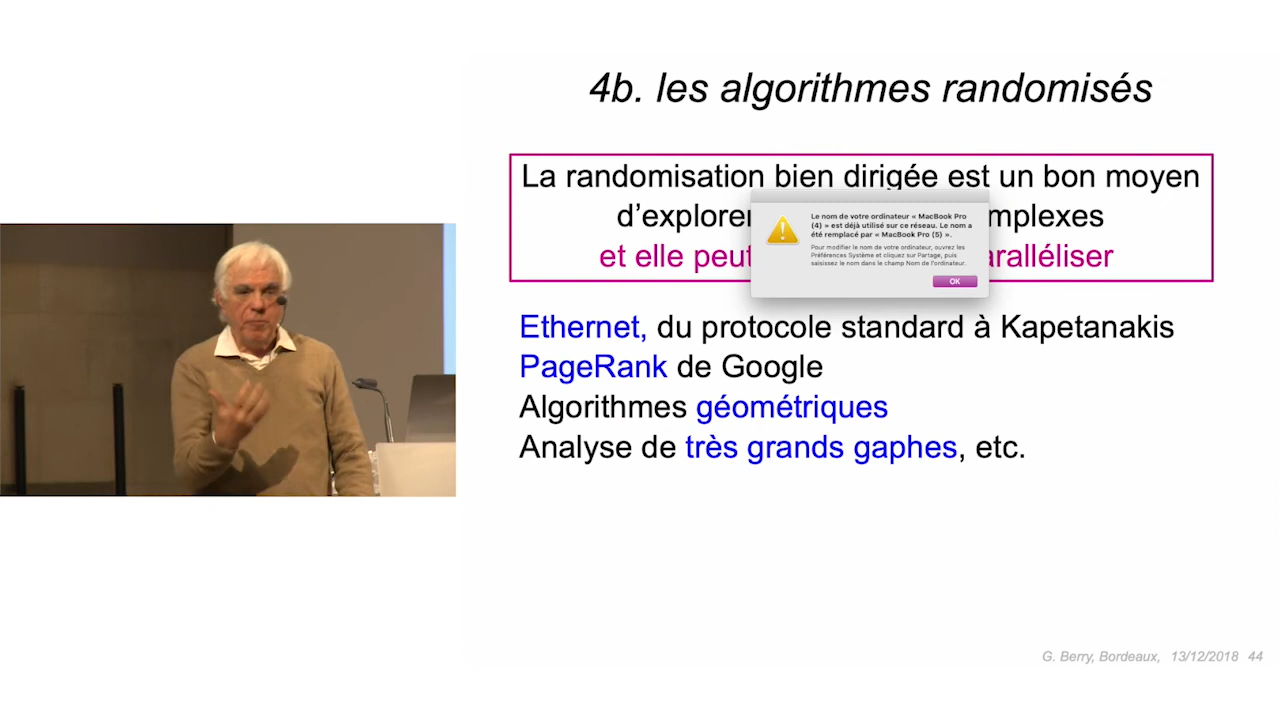 4b. les algorithmes randomisés
La randomisation bien dirigée est un bon moyen
d'explorer mplexes
et elle peut aralléliser
Le nom de votre ordinateur « MacBook Pro
(4) » est déjà utilisé sur ce réseau. Le nom a
été remplacé par « MacBook Pro (5) ».
Pour modifier le nom de votre ordinateur, ouvrez les
Préférences Système et cliquez sur Partage, puis
saisissez le nom dans le champ Nom de l'ordinateur.
OK
Ethernet, du protocole standard à Kapetanakis
PageRank de Google
Algorithmes géométriques
Analyse de très grands gaphes, etc.
G. Berry, Bordeaux, 13/12/2018 44